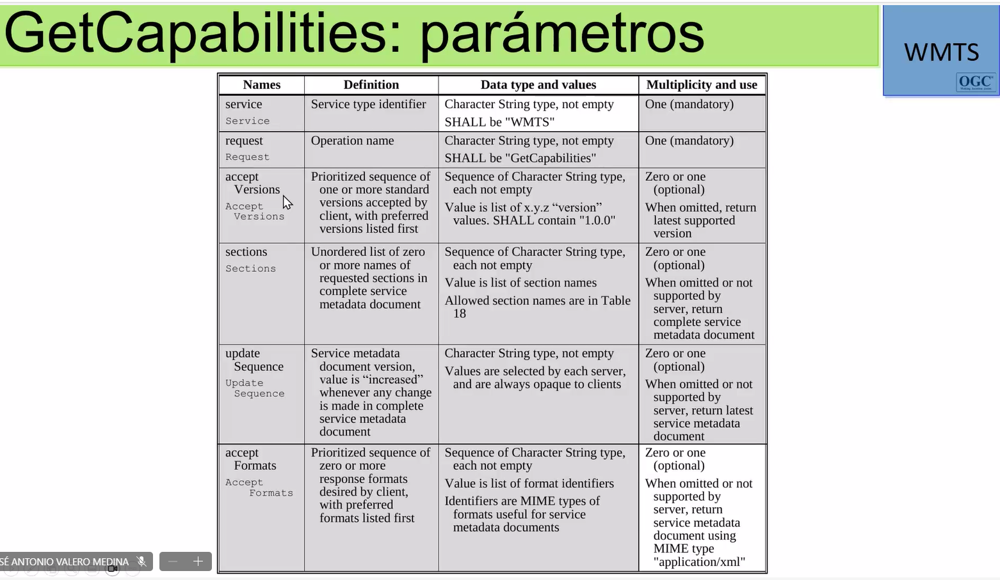 GetCapabilities: parámetros
WMTS
OGC
Names
Definition
Data type and values
Multiplicity and use
service
Service
Service type identifier
Character String type, not empty
SHALL be "WMTS"
One (mandatory)
request
Request
Operation name
Character String type, not empty
SHALL be "GetCapabilities"
One (mandatory)
accept
Versions
Accept
Versions
Prioritized sequence of
one or more standard
versions accepted by
client, with preferred
versions listed first
Sequence of Character String type,
each not empty
Value is list of x.y.z “version”
values. SHALL contain "1.0.0"
Zero or one
(optional)
When omitted, return
latest supported
version
sections
Sections
Unordered list of zero
or more names of
requested sections in
complete service
metadata document
Sequence of Character String type,
each not empty
Value is list of section names
Allowed section names are in Table
18
Zero or one
(optional)
When omitted or not
supported by
server, return
complete service
metadata document
update
Sequence
Update
Sequence
Service metadata
document version,
value is “increased”
whenever any change
is made in complete
service metadata
document
Character String type, not empty
Values are selected by each server,
and are always opaque to clients
Zero or one
(optional)
When omitted or not
supported by
server, return latest
service metadata
document
accept
Formats
Accept
Formats
Prioritized sequence of
zero or more
response formats
desired by client,
with preferred
formats listed first
Sequence of Character String type,
each not empty
Value is list of format identifiers
Identifiers are MIME types of
formats useful for service
metadata documents
Zero or one
(optional)
When omitted or not
supported by
server, return
service metadata
document using
MIME type
"application/xml"
SÉ ANTONIO VALERO MEDINA